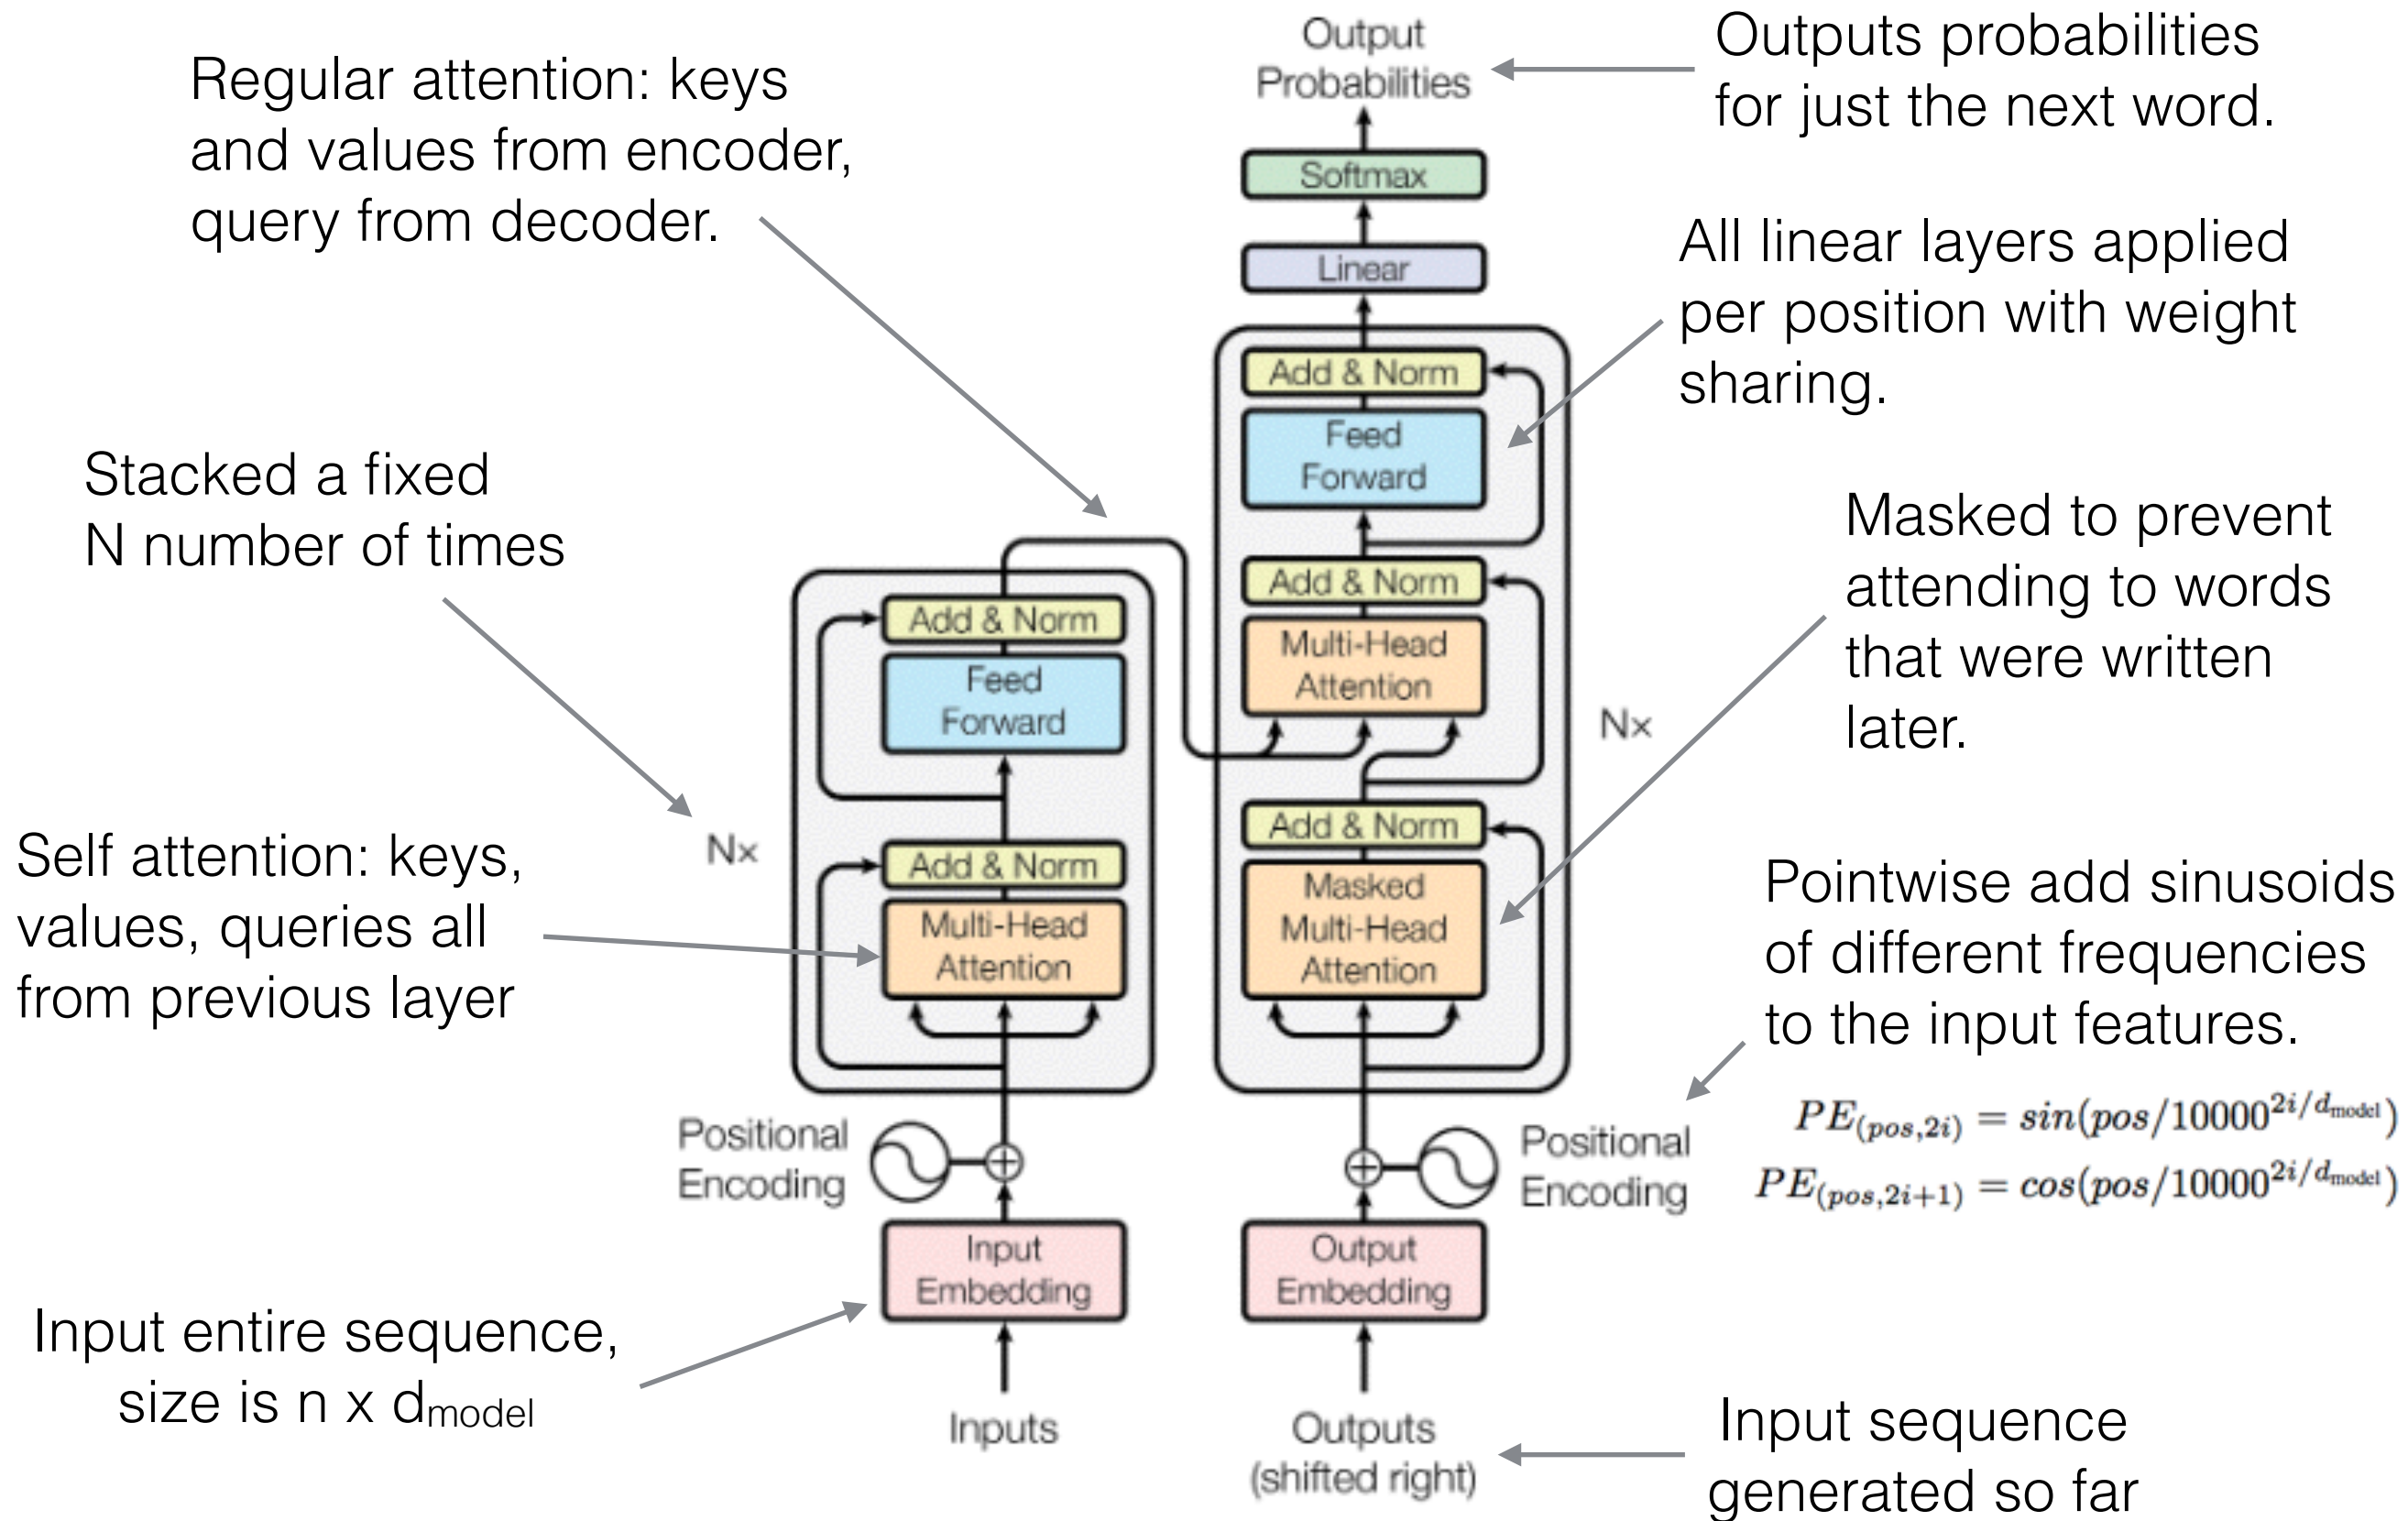 Regular attention: keys
and values from encoder,
query from decoder.
Stacked a fixed
N number of times
Self attention: keys,
values, queries all
from previous layer
Input entire sequence,
size is n x dmodel
Nx
Add & Norm
Feed
Forward
Add & Norm
Multi-Head
Attention
Positional
Encoding
Input
Embedding
Inputs
Output
Probabilities
Softmax
Linear
Add & Norm
Feed
Forward
Add & Norm
Multi-Head
Attention
Nx
Add & Norm
Masked
Multi-Head
Attention
Positional
Encoding
Output
Embedding
Outputs
(shifted right)
Outputs probabilities
for just the next word.
All linear layers applied
per position with weight
sharing.
Masked to prevent
attending to words
that were written
later.
Pointwise add sinusoids
of different frequencies
to the input features.
PE(pos,2i) = sin(pos/10000^2i/dmodel)
PE(pos,2i+1) = cos(pos/10000^2i/dmodel)
Input sequence
generated so far